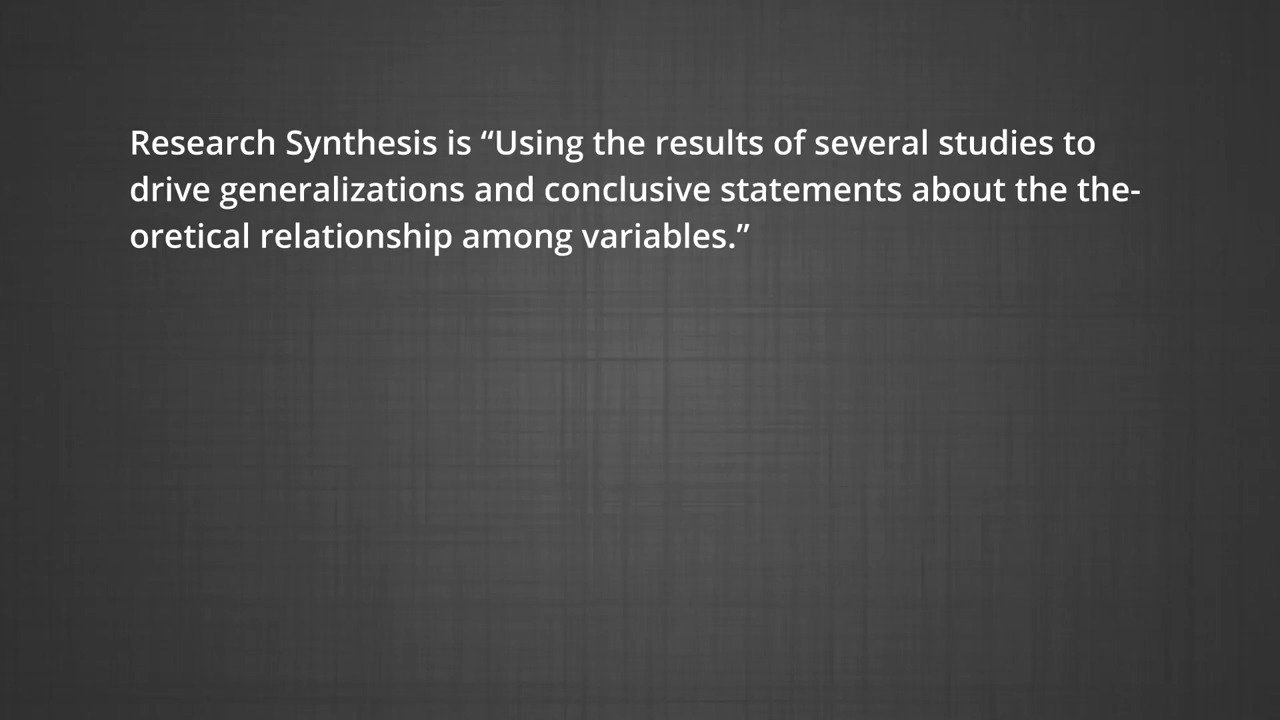 Research Synthesis is “Using the results of several studies to
drive generalizations and conclusive statements about the the-
oretical relationship among variables.”